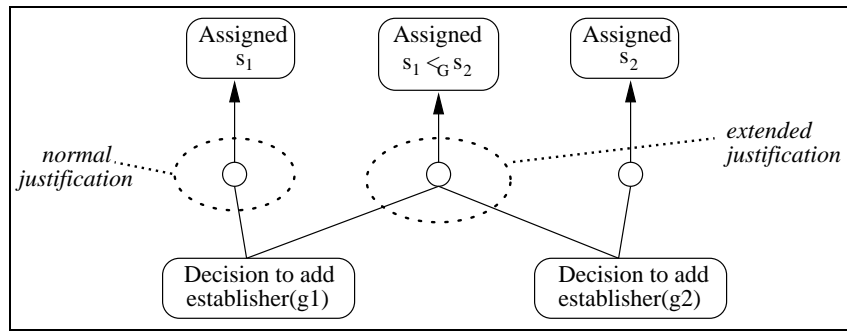 Assigned
s1
Assigned
s1 <G s2
Assigned
s2
normal
justification
extended
justification
Decision to add
establisher(g1)
Decision to add
establisher(g2)